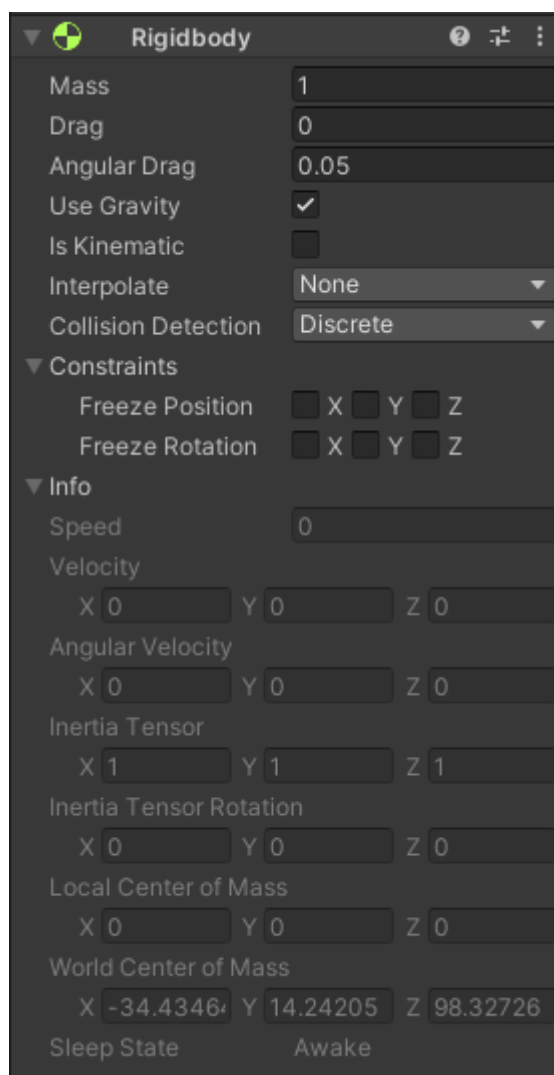 Rigidbody
Mass 1
Drag 0
Angular Drag 0.05
Use Gravity
Is Kinematic
Interpolate None
Collision Detection Discrete
Constraints
Freeze Position X Y Z
Freeze Rotation X Y Z
Info
Speed 0
Velocity
X 0 Y 0 Z 0
Angular Velocity
X 0 Y 0 Z 0
Inertia Tensor
X 1 Y 1 Z 1
Inertia Tensor Rotation
X 0 Y 0 Z 0
Local Center of Mass
X 0 Y 0 Z 0
World Center of Mass
X -34.4346 Y 14.24205 Z 98.32726
Sleep State Awake